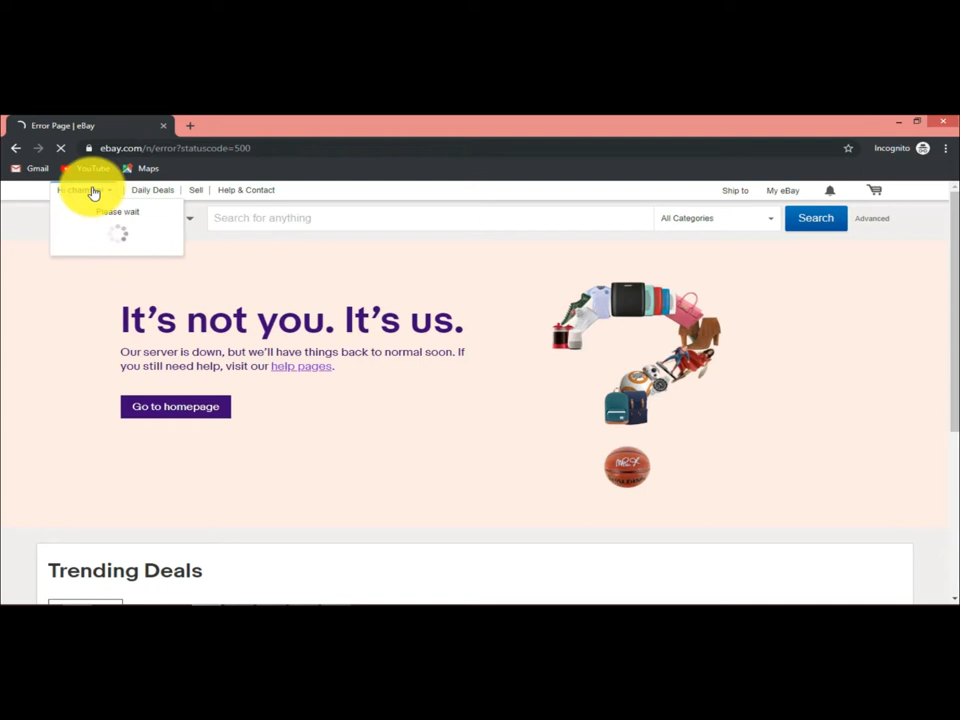 Error Page | eBay
ebay.com/n/error?statuscode=500
Incognito
Gmail
YouTube
Maps
Hi
Daily Deals
Sell
Help & Contact
Ship to
My eBay
Please wait
Search for anything
All Categories
Search
Advanced
It's not you. It's us.
Our server is down, but we'll have things back to normal soon. If
you still need help, visit our help pages.
Go to homepage
Trending Deals